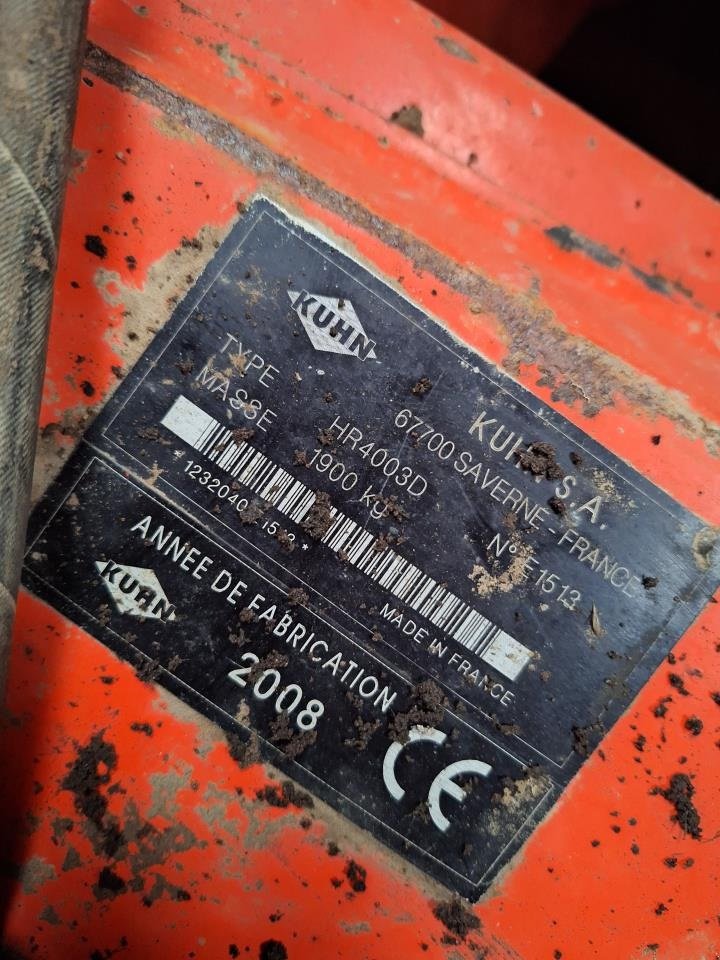 KUHN
KUHN S.A.
67700 SAVERNE - FRANCE
TYPE HR4003D N° E1513
MASSE 1900 kg
MADE IN FRANCE
ANNEE DE FABRICATION
KUHN 2008 CE